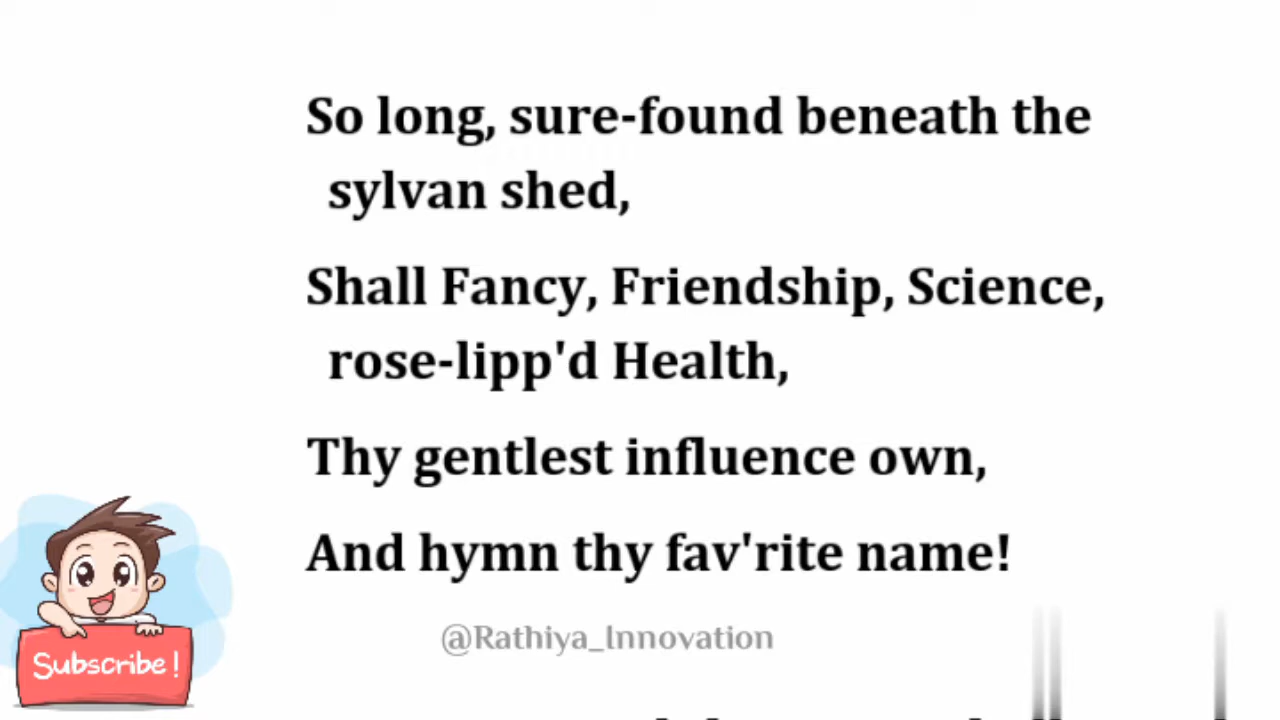 So long, sure-found beneath the
sylvan shed,
Shall Fancy, Friendship, Science,
rose-lipp'd Health,
Thy gentlest influence own,
And hymn thy fav'rite name!
@Rathiya_Innovation
Subscribe!